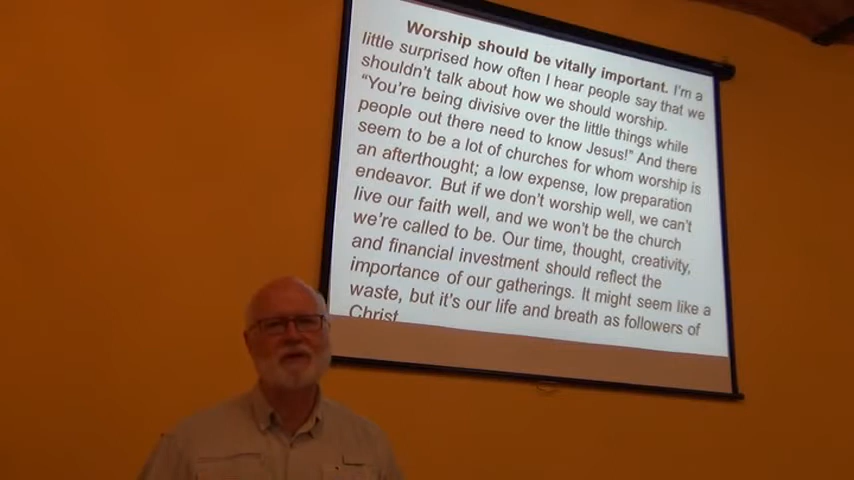 Worship should be vitally important. I'm a
little surprised how often I hear people say that we
shouldn't talk about how we should worship.
"You're being divisive over the little things while
people out there need to know Jesus!" And there
seem to be a lot of churches for whom worship is
an afterthought; a low expense, low preparation
endeavor. But if we don't worship well, we can't
live our faith well, and we won't be the church
we're called to be. Our time, thought, creativity,
and financial investment should reflect the
importance of our gatherings. It might seem like a
waste, but it's our life and breath as followers of
Christ